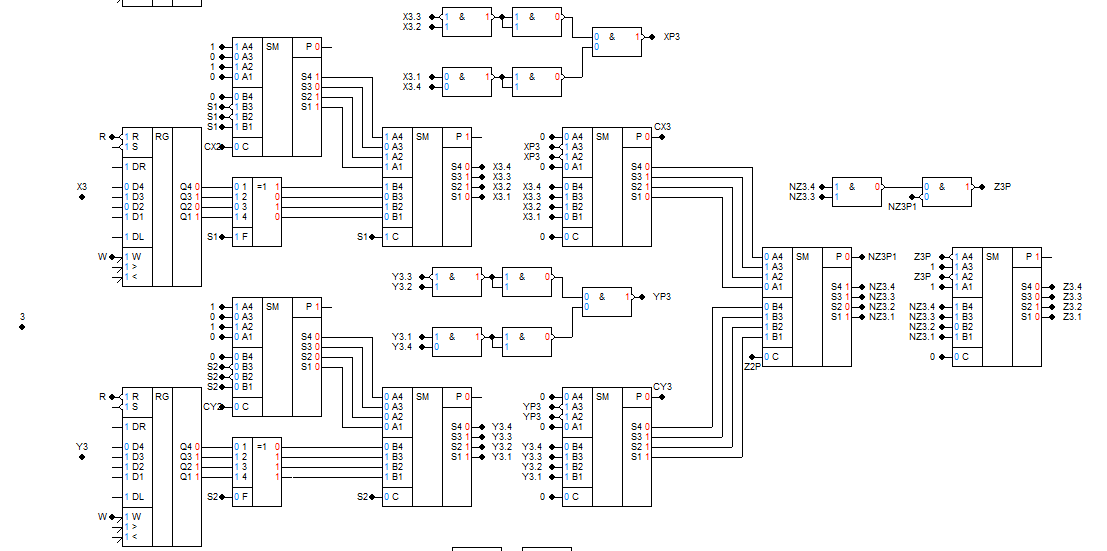 X3.3 1 & 1
X3.2 1
1 0
1
0 & 1 XP3
0
X3.1 0 & 1
X3.4 0
1 0
1
1 1 A4 SM P 0
0 0 A3
1 1 A2
0 0 A1
S4 1
S3 0
S2 1
S1 1
0 0 B4
S1 1 B3
S1 1 B2
S1 1 B1
CX2 0 C
R 1 R RG
1 S
1 DR
X3
0 D4 Q4 0
1 D3 Q3 1
0 D2 Q2 0
1 D1 Q1 1
1 DL
W 1 W
1 >
1 <
0 1 =1 1
1 2 0
0 3 1
1 4 0
S1 1 F
1 A4 SM P 1
0 A3
1 A2
1 A1
S4 0 X3.4
S3 1 X3.3
S2 1 X3.2
S1 0 X3.1
1 B4
0 B3
1 B2
0 B1
S1 1 C
CX3
0 0 A4 SM P 0
XP3 1 A3
XP3 1 A2
0 0 A1
S4 0
S3 1
S2 1
S1 0
X3.4 0 B4
X3.3 1 B3
X3.2 1 B2
X3.1 0 B1
0 0 C
NZ3.4 1 & 0
NZ3.3 1
0 & 1 Z3P
NZ3P1 0
Y3.3 1 & 1
Y3.2 1
1 0
1
0 & 1 YP3
0
Y3.1 1 & 1
Y3.4 0
1 0
1
0 A4 SM P 0 NZ3P1
1 A3
1 A2
0 A1
S4 1 NZ3.4
S3 1 NZ3.3
S2 0 NZ3.2
S1 1 NZ3.1
0 B4
1 B3
1 B2
1 B1
Z2P 0 C
Z3P 1 A4 SM P 1
1 1 A3
Z3P 1 A2
1 1 A1
S4 1 Z3.4
S3 0 Z3.3
S2 1 Z3.2
S1 0 Z3.1
NZ3.4 1 B4
NZ3.3 1 B3
NZ3.2 0 B2
NZ3.1 1 B1
0 0 C
3
1 1 A4 SM P 1
0 0 A3
1 1 A2
0 0 A1
S4 0
S3 0
S2 0
S1 0
0 0 B4
S2 0 B3
S2 0 B2
S2 0 B1
CY2 0 C
R 1 R RG
1 S
1 DR
Y3
0 D4 Q4 0
1 D3 Q3 1
1 D2 Q2 1
1 D1 Q1 1
1 DL
W 1 W
1 >
1 <
0 1 =1 0
1 2 1
1 3 1
1 4 1
S2 0 F
0 A4 SM P 0
0 A3
0 A2
0 A1
S4 0 Y3.4
S3 1 Y3.3
S2 1 Y3.2
S1 1 Y3.1
0 B4
1 B3
1 B2
1 B1
S2 0 C
CY3
0 0 A4 SM P 0
YP3 1 A3
YP3 1 A2
0 0 A1
S4 0
S3 1
S2 1
S1 1
Y3.4 0 B4
Y3.3 1 B3
Y3.2 1 B2
Y3.1 1 B1
0 0 C